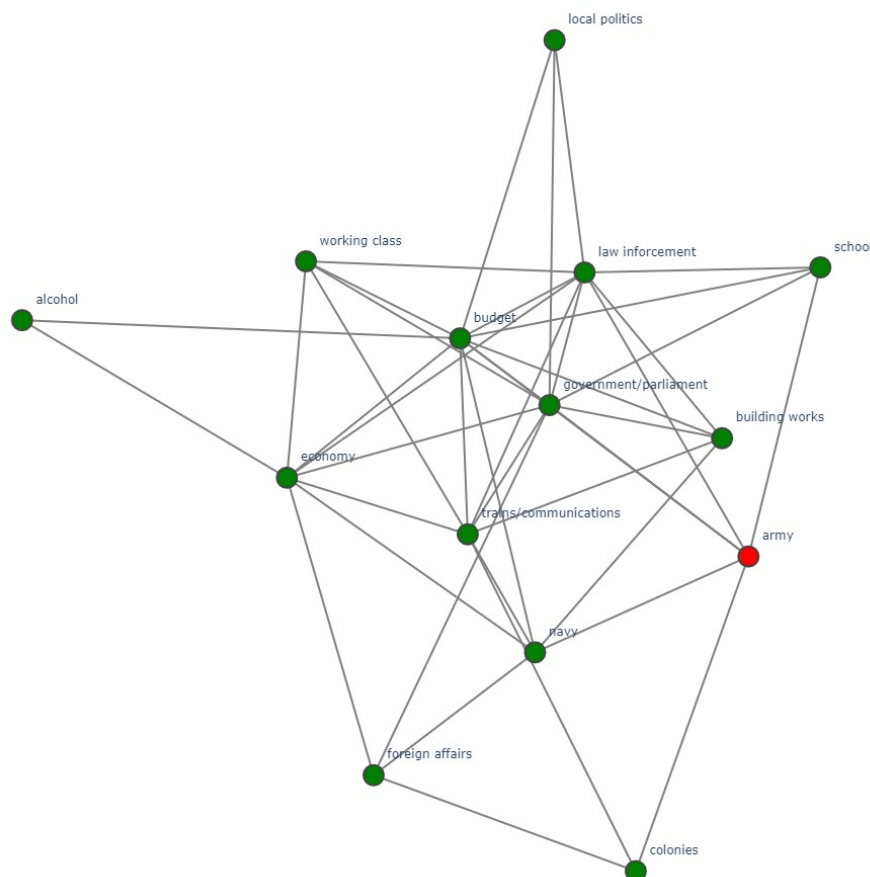 local politics
working class
law inforcement
school
alcohol
budget
government/parliament
building works
economy
trains/communications
army
navy
foreign affairs
colonies